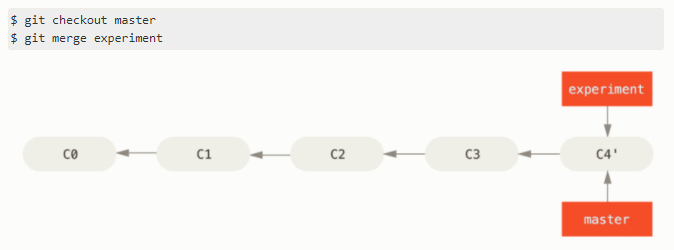 $ git checkout master
$ git merge experiment
experiment
C0 C1 C2 C3 C4'
master